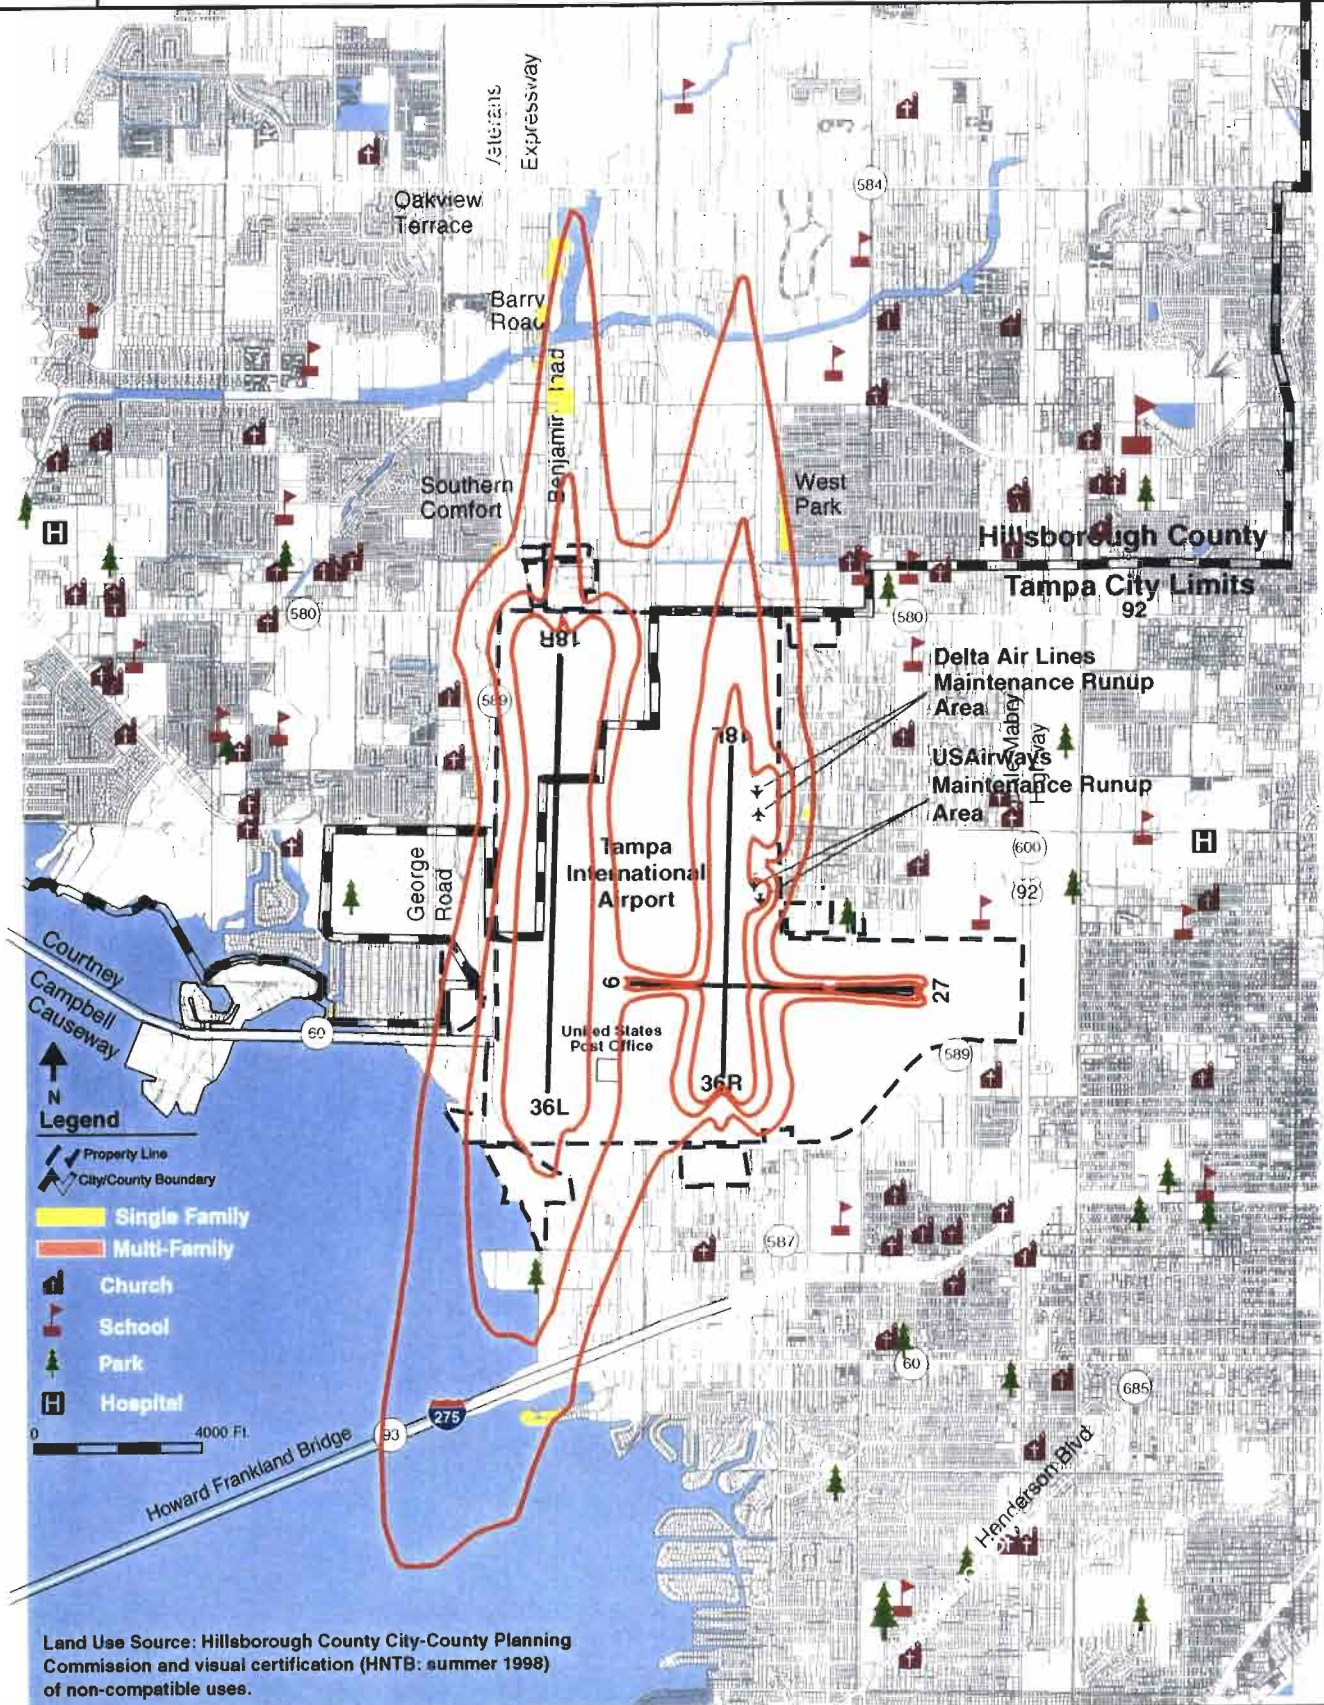 Expressway
584
Oakview
Terrace
Barry
Road
Benjamin
Southern
Comfort
West
Park
H
Hillsborough County
Tampa City Limits
92
580
580
18R
Delta Air Lines
Maintenance Runup
Area
589
18L
USAirways
Maintenance Runup
Area
Mabry
Tampa
International
Airport
George
Road
600
H
92
Courtney
Campbell
Causeway
9
27
60
United States
Post Office
589
36R
36L
N
Legend
Property Line
City/County Boundary
Single Family
Multi-Family
Church
School
Park
H Hospital
0 4000 Ft.
587
60
685
275
93
Howard Frankland Bridge
Henderson Blvd
Land Use Source: Hillsborough County City-County Planning
Commission and visual certification (HNTB: summer 1998)
of non-compatible uses.